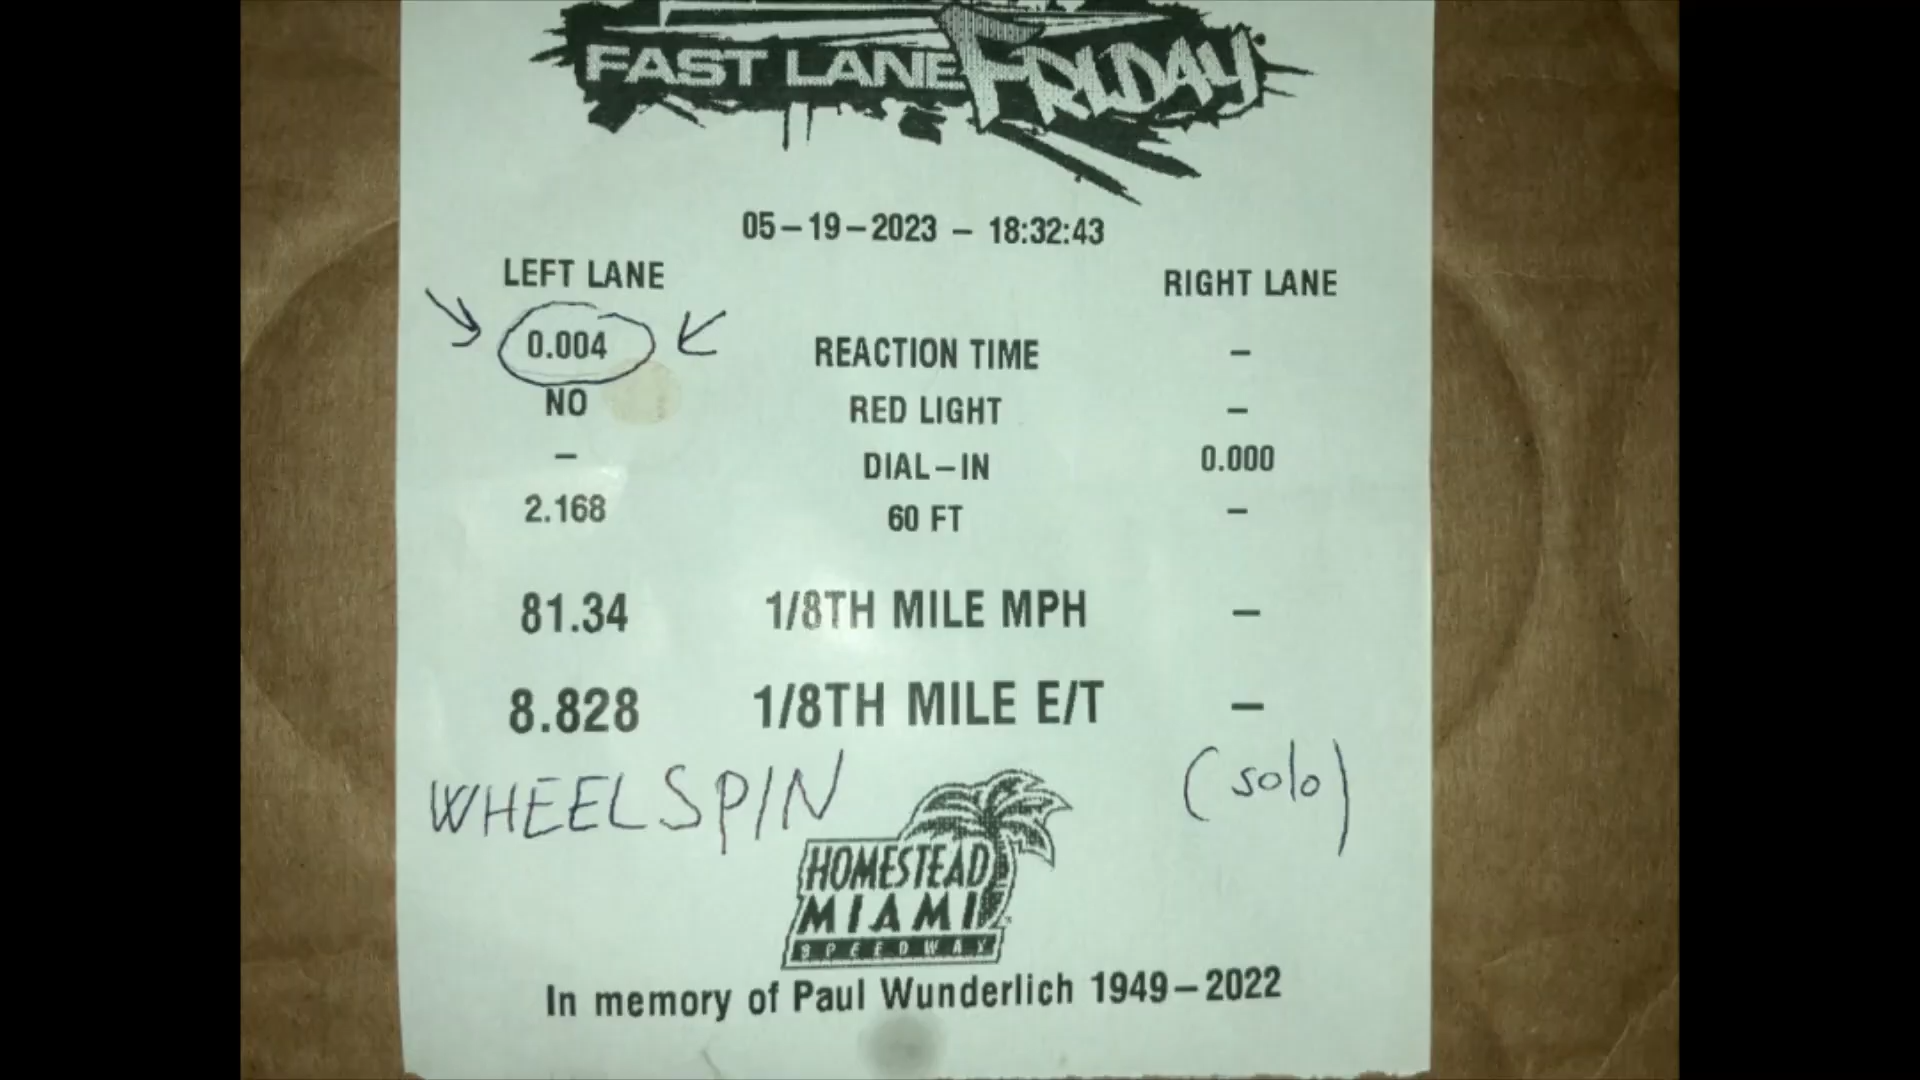 FAST LANE FRIDAY
05-19-2023 - 18:32:43
LEFT LANE RIGHT LANE
0.004 REACTION TIME -
NO RED LIGHT -
- DIAL-IN 0.000
2.168 60 FT -
81.34 1/8TH MILE MPH -
8.828 1/8TH MILE E/T -
WHEELSPIN (solo)
HOMESTEAD
MIAMI
SPEEDWAY
In memory of Paul Wunderlich 1949-2022